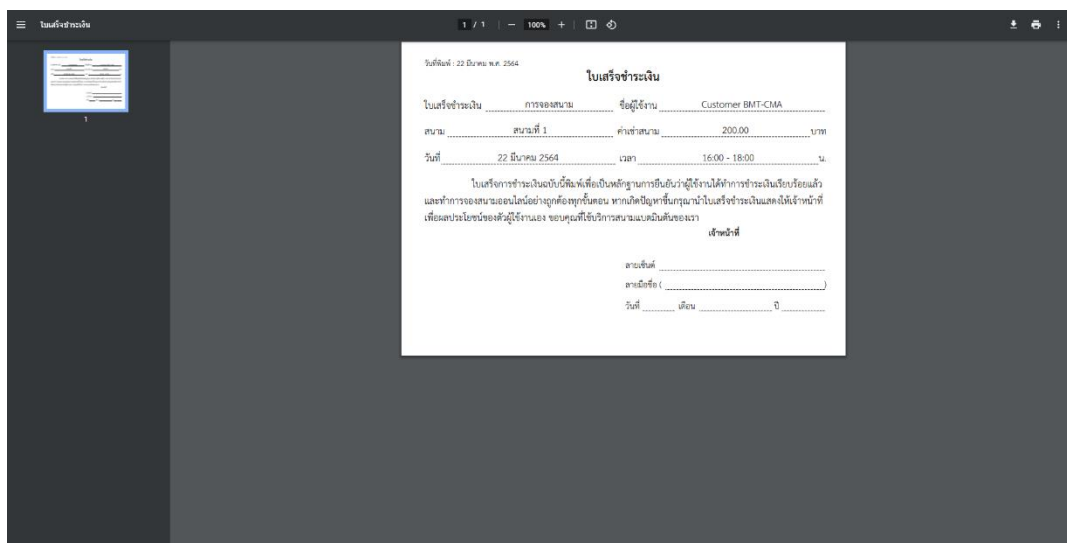 ใบเสร็จชำระเงิน
1 / 1
100%
1
วันที่พิมพ์ : 22 มีนาคม พ.ศ. 2564
ใบเสร็จชำระเงิน
ใบเสร็จชำระเงิน การจองสนาม ชื่อผู้ใช้งาน Customer BMT-CMA
สนาม สนามที่ 1 ค่าเช่าสนาม 200.00 บาท
วันที่ 22 มีนาคม 2564 เวลา 16:00 - 18:00 น.
ใบเสร็จการชำระเงินฉบับนี้พิมพ์เพื่อเป็นหลักฐานการยืนยันว่าผู้ใช้งานได้ทำการชำระเงินเรียบร้อยแล้ว
และทำการจองสนามออนไลน์อย่างถูกต้องทุกขั้นตอน หากเกิดปัญหาขึ้นกรุณานำใบเสร็จชำระเงินแสดงให้เจ้าหน้าที่
เพื่อผลประโยชน์ของตัวผู้ใช้งานเอง ขอบคุณที่ใช้บริการสนามแบดมินตันของเรา
เจ้าหน้าที่
ลายเซ็นต์
ลายมือชื่อ ( )
วันที่ เดือน ปี